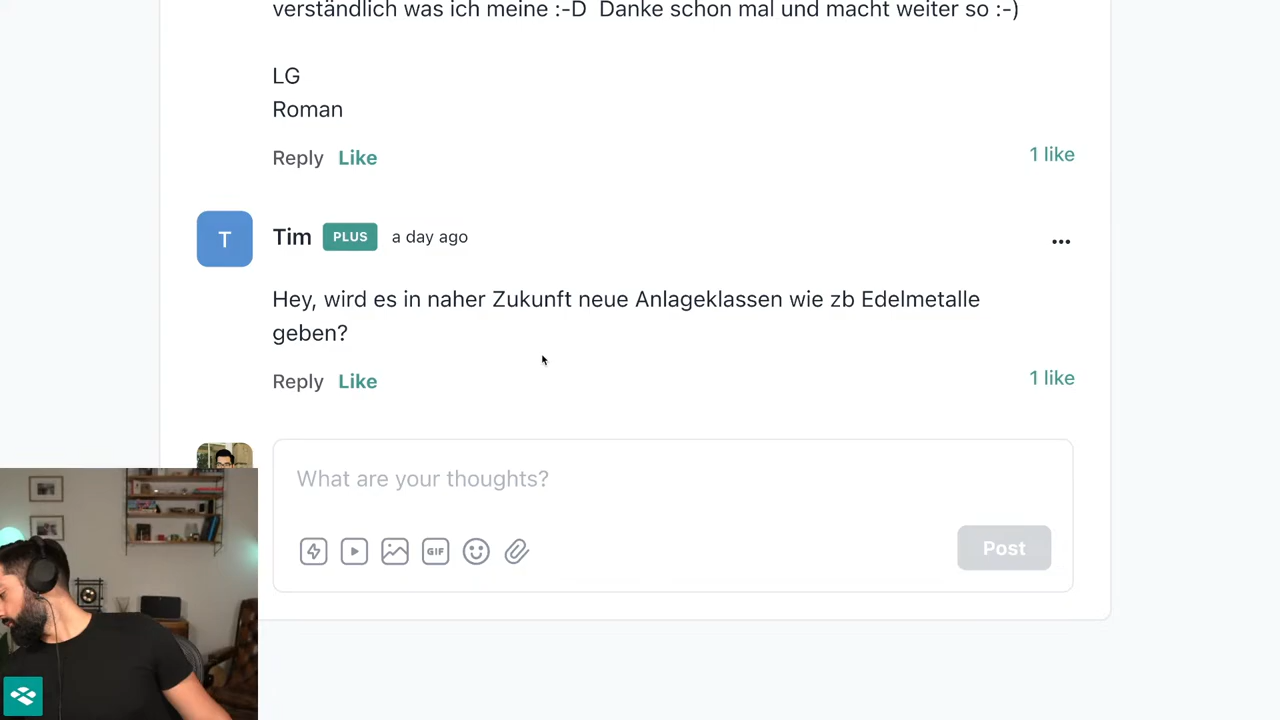 verständlich was ich meine :-D  Danke schon mal und macht weiter so :-)
LG
Roman
Reply Like
1 like
T
Tim PLUS a day ago
Hey, wird es in naher Zukunft neue Anlageklassen wie zb Edelmetalle
geben?
Reply Like
1 like
What are your thoughts?
GIF
Post